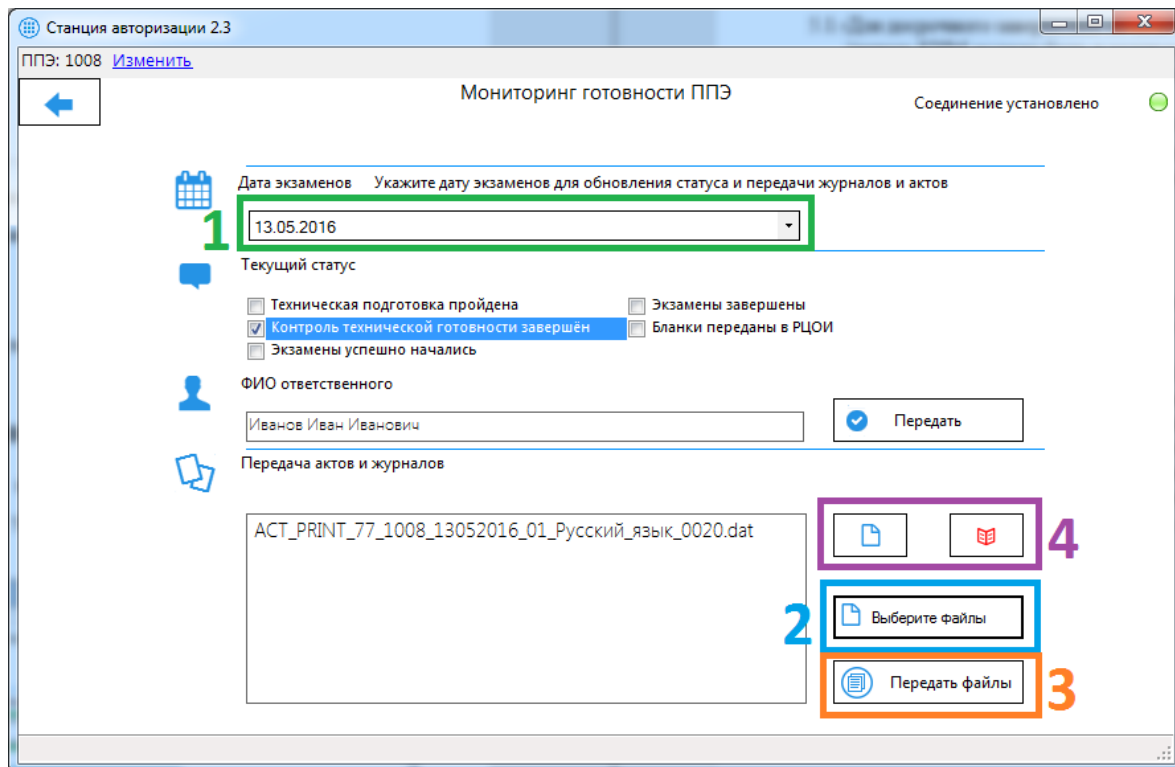 Станция авторизации 2.3
ППЭ: 1008 Изменить
Мониторинг готовности ППЭ
Соединение установлено
Дата экзаменов Укажите дату экзаменов для обновления статуса и передачи журналов и актов
1
13.05.2016
Текущий статус
Техническая подготовка пройдена
Экзамены завершены
Контроль технической готовности завершён
Бланки переданы в РЦОИ
Экзамены успешно начались
ФИО ответственного
Иванов Иван Иванович
Передать
Передача актов и журналов
ACT_PRINT_77_1008_13052016_01_Русский_язык_0020.dat
4
2
Выберите файлы
Передать файлы
3